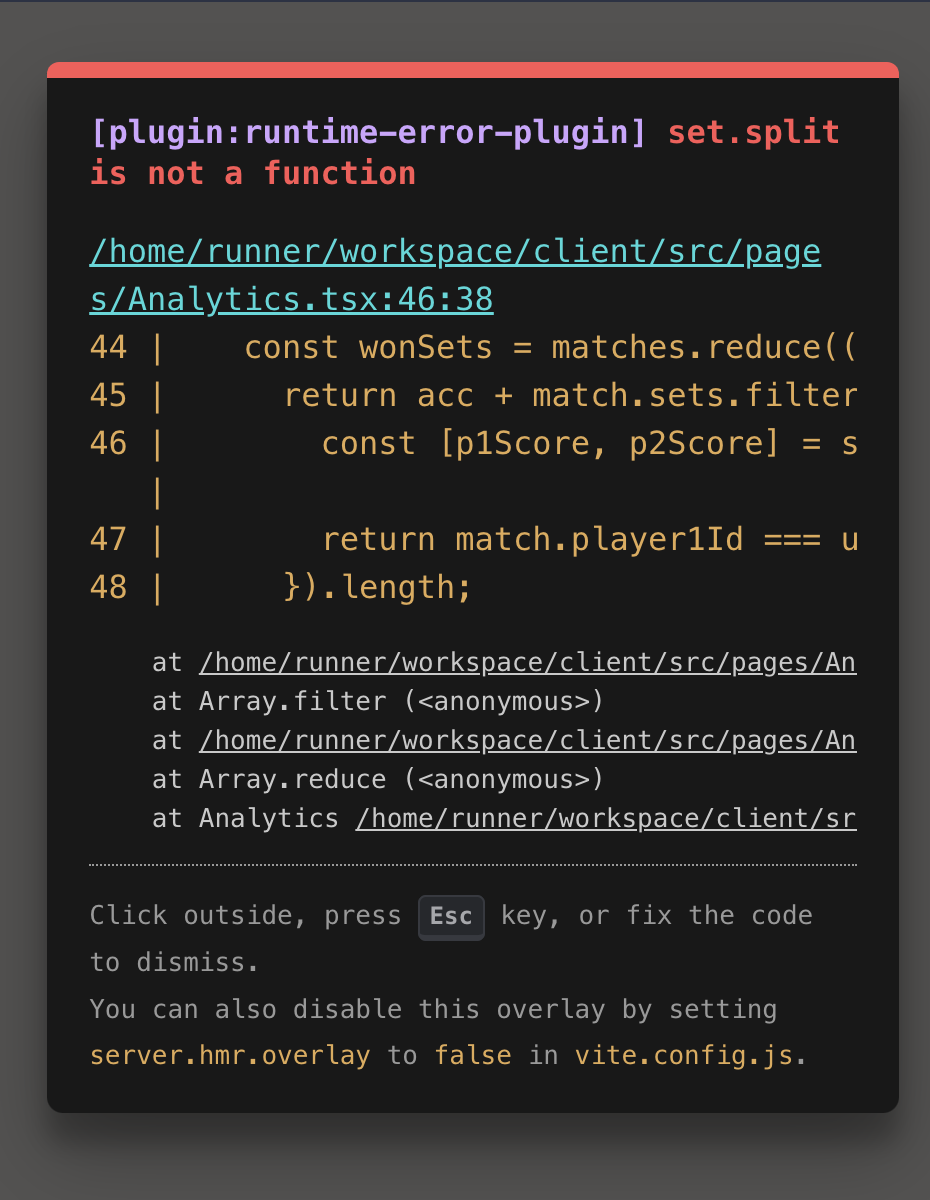 [plugin:runtime-error-plugin] set.split
is not a function
/home/runner/workspace/client/src/page
s/Analytics.tsx:46:38
44 |    const wonSets = matches.reduce((
45 |      return acc + match.sets.filter
46 |        const [p1Score, p2Score] = s
   |
47 |        return match.player1Id === u
48 |      }).length;
at /home/runner/workspace/client/src/pages/An
at Array.filter (<anonymous>)
at /home/runner/workspace/client/src/pages/An
at Array.reduce (<anonymous>)
at Analytics /home/runner/workspace/client/sr
Click outside, press Esc key, or fix the code
to dismiss.
You can also disable this overlay by setting
server.hmr.overlay to false in vite.config.js.